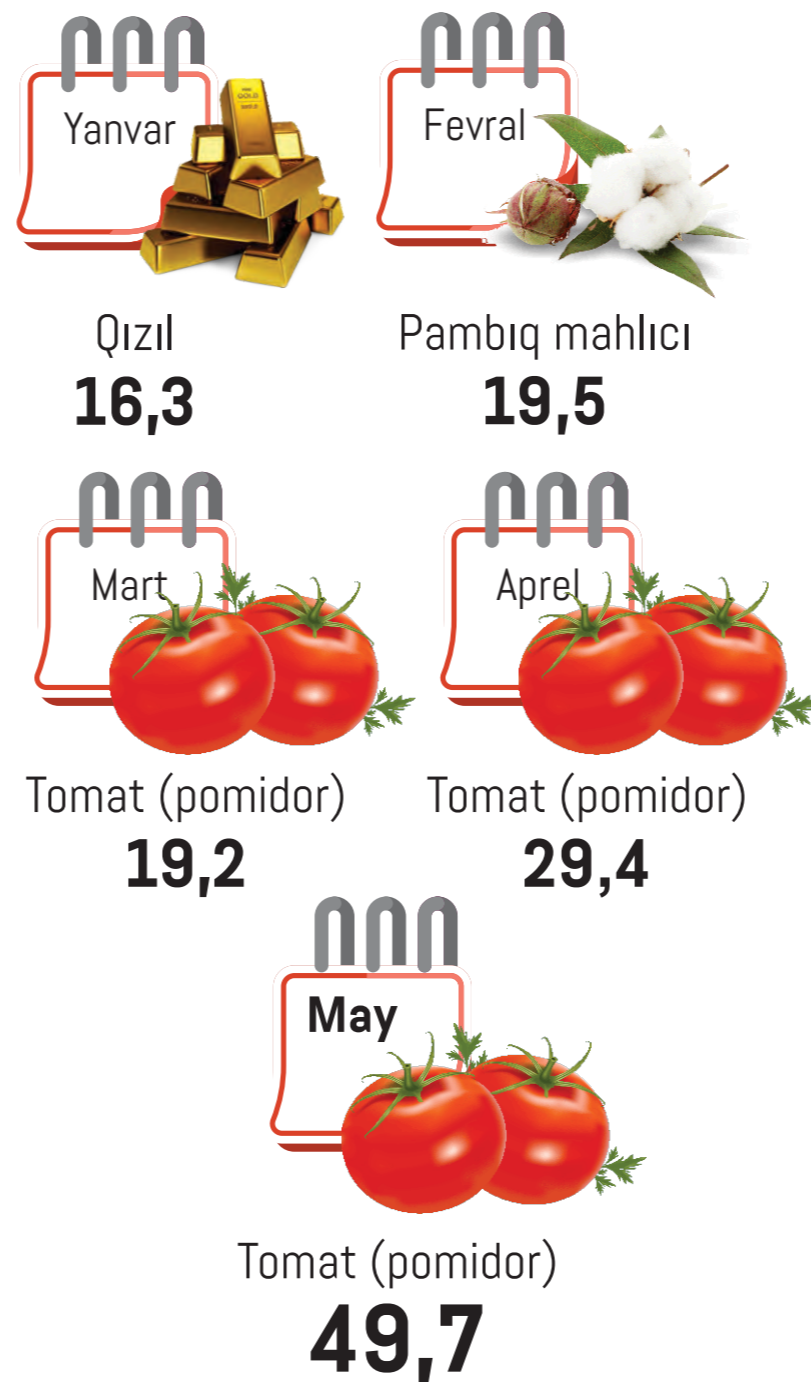 Yanvar
Fevral
Qızıl
Pambıq mahlıcı
16,3
19,5
Mart
Aprel
Tomat (pomidor)
Tomat (pomidor)
19,2
29,4
May
Tomat (pomidor)
49,7